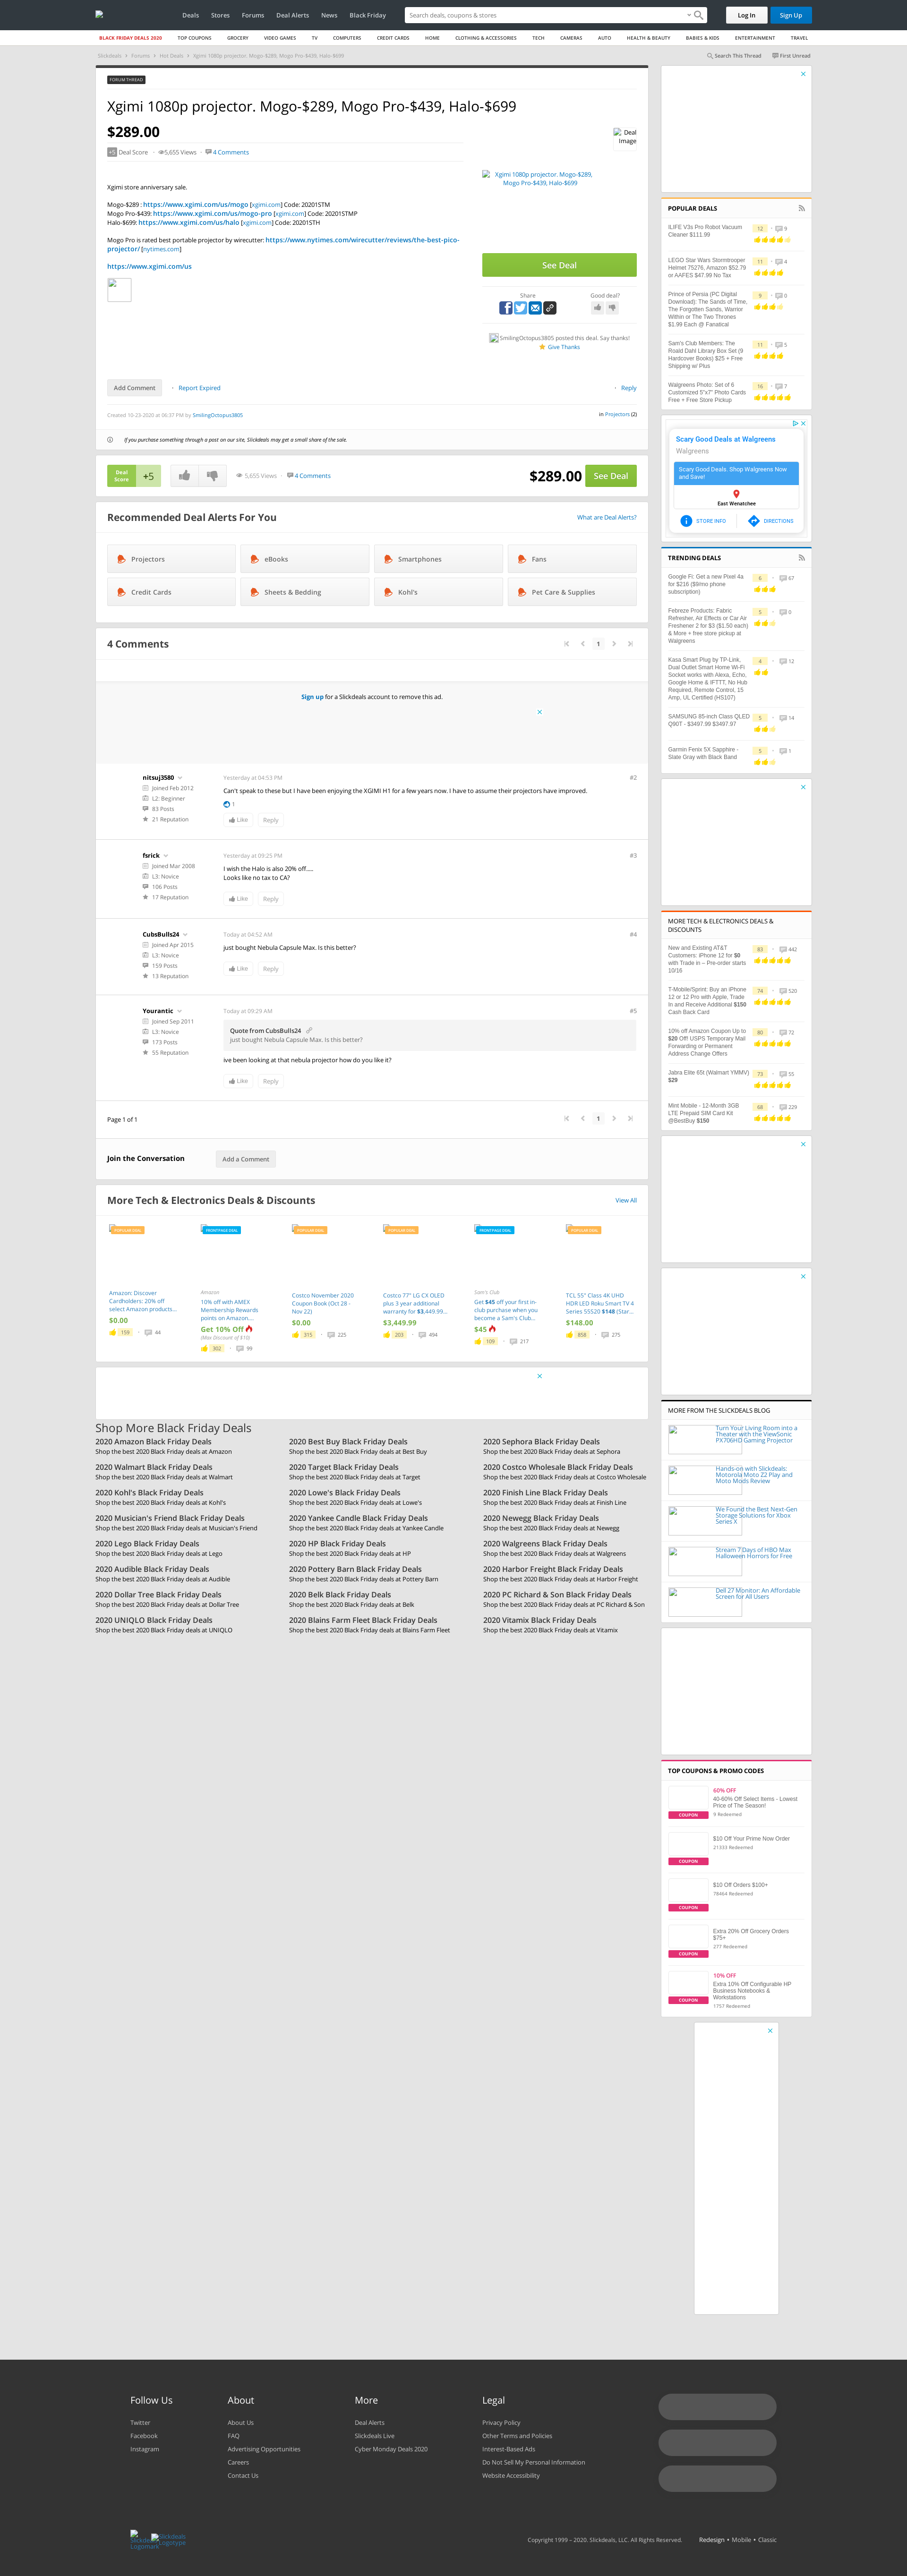 Deals Stores Forums Deal Alerts News Black Friday
Search deals, coupons & stores
Log In Sign Up
BLACK FRIDAY DEALS 2020 TOP COUPONS GROCERY VIDEO GAMES TV COMPUTERS CREDIT CARDS HOME CLOTHING & ACCESSORIES TECH CAMERAS AUTO HEALTH & BEAUTY BABIES & KIDS ENTERTAINMENT TRAVEL
Slickdeals Forums Hot Deals Xgimi 1080p projector. Mogo-$289, Mogo Pro-$439, Halo-$699
Search This Thread First Unread
FORUM THREAD
Xgimi 1080p projector. Mogo-$289, Mogo Pro-$439, Halo-$699
$289.00
+5 Deal Score 5,655 Views 4 Comments
Deal Image
Xgimi store anniversary sale.
Mogo-$289 : https://www.xgimi.com/us/mogo [xgimi.com] Code: 20201STM
Mogo Pro-$439: https://www.xgimi.com/us/mogo-pro [xgimi.com] Code: 20201STMP
Halo-$699: https://www.xgimi.com/us/halo [xgimi.com] Code: 20201STH
Mogo Pro is rated best portable projector by wirecutter: https://www.nytimes.com/wirecutter/reviews/the-best-pico-
projector/ [nytimes.com]
https://www.xgimi.com/us
Xgimi 1080p projector. Mogo-$289,
Mogo Pro-$439, Halo-$699
See Deal
Share Good deal?
SmilingOctopus3805 posted this deal. Say thanks!
Give Thanks
Add Comment Report Expired Reply
Created 10-23-2020 at 06:37 PM by SmilingOctopus3805
in Projectors (2)
If you purchase something through a post on our site, Slickdeals may get a small share of the sale.
Deal Score +5 5,655 Views 4 Comments $289.00 See Deal
Recommended Deal Alerts For You What are Deal Alerts?
Projectors eBooks Smartphones Fans
Credit Cards Sheets & Bedding Kohl's Pet Care & Supplies
4 Comments 1
Sign up for a Slickdeals account to remove this ad.
nitsuj3580
Joined Feb 2012
L2: Beginner
83 Posts
21 Reputation
Yesterday at 04:53 PM #2
Can't speak to these but I have been enjoying the XGIMI H1 for a few years now. I have to assume their projectors have improved.
1
Like Reply
fsrick
Joined Mar 2008
L3: Novice
106 Posts
17 Reputation
Yesterday at 09:25 PM #3
I wish the Halo is also 20% off.....
Looks like no tax to CA?
Like Reply
CubsBulls24
Joined Apr 2015
L3: Novice
159 Posts
13 Reputation
Today at 04:52 AM #4
just bought Nebula Capsule Max. Is this better?
Like Reply
Yourantic
Joined Sep 2011
L3: Novice
173 Posts
55 Reputation
Today at 09:29 AM #5
Quote from CubsBulls24
just bought Nebula Capsule Max. Is this better?
ive been looking at that nebula projector how do you like it?
Like Reply
Page 1 of 1 1
Join the Conversation Add a Comment
More Tech & Electronics Deals & Discounts View All
POPULAR DEAL
Amazon: Discover
Cardholders: 20% off
select Amazon products...
$0.00
159 44
FRONTPAGE DEAL
Amazon
10% off with AMEX
Membership Rewards
points on Amazon....
Get 10% Off
(Max Discount of $10)
302 99
POPULAR DEAL
Costco November 2020
Coupon Book (Oct 28 -
Nov 22)
$0.00
315 225
POPULAR DEAL
Costco 77" LG CX OLED
plus 3 year additional
warranty for $3,449.99...
$3,449.99
203 494
FRONTPAGE DEAL
Sam's Club
Get $45 off your first in-
club purchase when you
become a Sam's Club...
$45
109 217
POPULAR DEAL
TCL 55" Class 4K UHD
HDR LED Roku Smart TV 4
Series 55S20 $148 (Star...
$148.00
858 275
Shop More Black Friday Deals
2020 Amazon Black Friday Deals
Shop the best 2020 Black Friday deals at Amazon
2020 Best Buy Black Friday Deals
Shop the best 2020 Black Friday deals at Best Buy
2020 Sephora Black Friday Deals
Shop the best 2020 Black Friday deals at Sephora
2020 Walmart Black Friday Deals
Shop the best 2020 Black Friday deals at Walmart
2020 Target Black Friday Deals
Shop the best 2020 Black Friday deals at Target
2020 Costco Wholesale Black Friday Deals
Shop the best 2020 Black Friday deals at Costco Wholesale
2020 Kohl's Black Friday Deals
Shop the best 2020 Black Friday deals at Kohl's
2020 Lowe's Black Friday Deals
Shop the best 2020 Black Friday deals at Lowe's
2020 Finish Line Black Friday Deals
Shop the best 2020 Black Friday deals at Finish Line
2020 Musician's Friend Black Friday Deals
Shop the best 2020 Black Friday deals at Musician's Friend
2020 Yankee Candle Black Friday Deals
Shop the best 2020 Black Friday deals at Yankee Candle
2020 Newegg Black Friday Deals
Shop the best 2020 Black Friday deals at Newegg
2020 Lego Black Friday Deals
Shop the best 2020 Black Friday deals at Lego
2020 HP Black Friday Deals
Shop the best 2020 Black Friday deals at HP
2020 Walgreens Black Friday Deals
Shop the best 2020 Black Friday deals at Walgreens
2020 Audible Black Friday Deals
Shop the best 2020 Black Friday deals at Audible
2020 Pottery Barn Black Friday Deals
Shop the best 2020 Black Friday deals at Pottery Barn
2020 Harbor Freight Black Friday Deals
Shop the best 2020 Black Friday deals at Harbor Freight
2020 Dollar Tree Black Friday Deals
Shop the best 2020 Black Friday deals at Dollar Tree
2020 Belk Black Friday Deals
Shop the best 2020 Black Friday deals at Belk
2020 PC Richard & Son Black Friday Deals
Shop the best 2020 Black Friday deals at PC Richard & Son
2020 UNIQLO Black Friday Deals
Shop the best 2020 Black Friday deals at UNIQLO
2020 Blains Farm Fleet Black Friday Deals
Shop the best 2020 Black Friday deals at Blains Farm Fleet
2020 Vitamix Black Friday Deals
Shop the best 2020 Black Friday deals at Vitamix
POPULAR DEALS
ILIFE V3s Pro Robot Vacuum
Cleaner $111.99
12 9
LEGO Star Wars Stormtrooper
Helmet 75276, Amazon $52.79
or AAFES $47.99 No Tax
11 4
Prince of Persia (PC Digital
Download): The Sands of Time,
The Forgotten Sands, Warrior
Within or The Two Thrones
$1.99 Each @ Fanatical
9 0
Sam's Club Members: The
Roald Dahl Library Box Set (9
Hardcover Books) $25 + Free
Shipping w/ Plus
11 5
Walgreens Photo: Set of 6
Customized 5"x7" Photo Cards
Free + Free Store Pickup
16 7
Scary Good Deals at Walgreens
Walgreens
Scary Good Deals. Shop Walgreens Now
and Save!
East Wenatchee
STORE INFO DIRECTIONS
TRENDING DEALS
Google Fi: Get a new Pixel 4a
for $216 ($9/mo phone
subscription)
6 67
Febreze Products: Fabric
Refresher, Air Effects or Car Air
Freshener 2 for $3 ($1.50 each)
& More + free store pickup at
Walgreens
5 0
Kasa Smart Plug by TP-Link,
Dual Outlet Smart Home Wi-Fi
Socket works with Alexa, Echo,
Google Home & IFTTT, No Hub
Required, Remote Control, 15
Amp, UL Certified (HS107)
4 12
SAMSUNG 85-inch Class QLED
Q90T - $3497.99 $3497.97
5 14
Garmin Fenix 5X Sapphire -
Slate Gray with Black Band
5 1
MORE TECH & ELECTRONICS DEALS &
DISCOUNTS
New and Existing AT&T
Customers: iPhone 12 for $0
with Trade in – Pre-order starts
10/16
83 442
T-Mobile/Sprint: Buy an iPhone
12 or 12 Pro with Apple, Trade
In and Receive Additional $150
Cash Back Card
74 520
10% off Amazon Coupon Up to
$20 Off! USPS Temporary Mail
Forwarding or Permanent
Address Change Offers
80 72
Jabra Elite 65t (Walmart YMMV)
$29
73 55
Mint Mobile - 12-Month 3GB
LTE Prepaid SIM Card Kit
@BestBuy $150
68 229
MORE FROM THE SLICKDEALS BLOG
Turn Your Living Room into a
Theater with the ViewSonic
PX706HD Gaming Projector
Hands-on with Slickdeals:
Motorola Moto Z2 Play and
Moto Mods Review
We Found the Best Next-Gen
Storage Solutions for Xbox
Series X
Stream 7 Days of HBO Max
Halloween Horrors for Free
Dell 27 Monitor: An Affordable
Screen for All Users
TOP COUPONS & PROMO CODES
60% OFF
40-60% Off Select Items - Lowest
Price of The Season!
9 Redeemed
COUPON
$10 Off Your Prime Now Order
21333 Redeemed
COUPON
$10 Off Orders $100+
78464 Redeemed
COUPON
Extra 20% Off Grocery Orders
$75+
277 Redeemed
COUPON
10% OFF
Extra 10% Off Configurable HP
Business Notebooks &
Workstations
1757 Redeemed
COUPON
Follow Us
Twitter
Facebook
Instagram
About
About Us
FAQ
Advertising Opportunities
Careers
Contact Us
More
Deal Alerts
Slickdeals Live
Cyber Monday Deals 2020
Legal
Privacy Policy
Other Terms and Policies
Interest-Based Ads
Do Not Sell My Personal Information
Website Accessibility
Slickdeals Logomark Slickdeals Logotype
Copyright 1999 – 2020. Slickdeals, LLC. All Rights Reserved. Redesign • Mobile • Classic